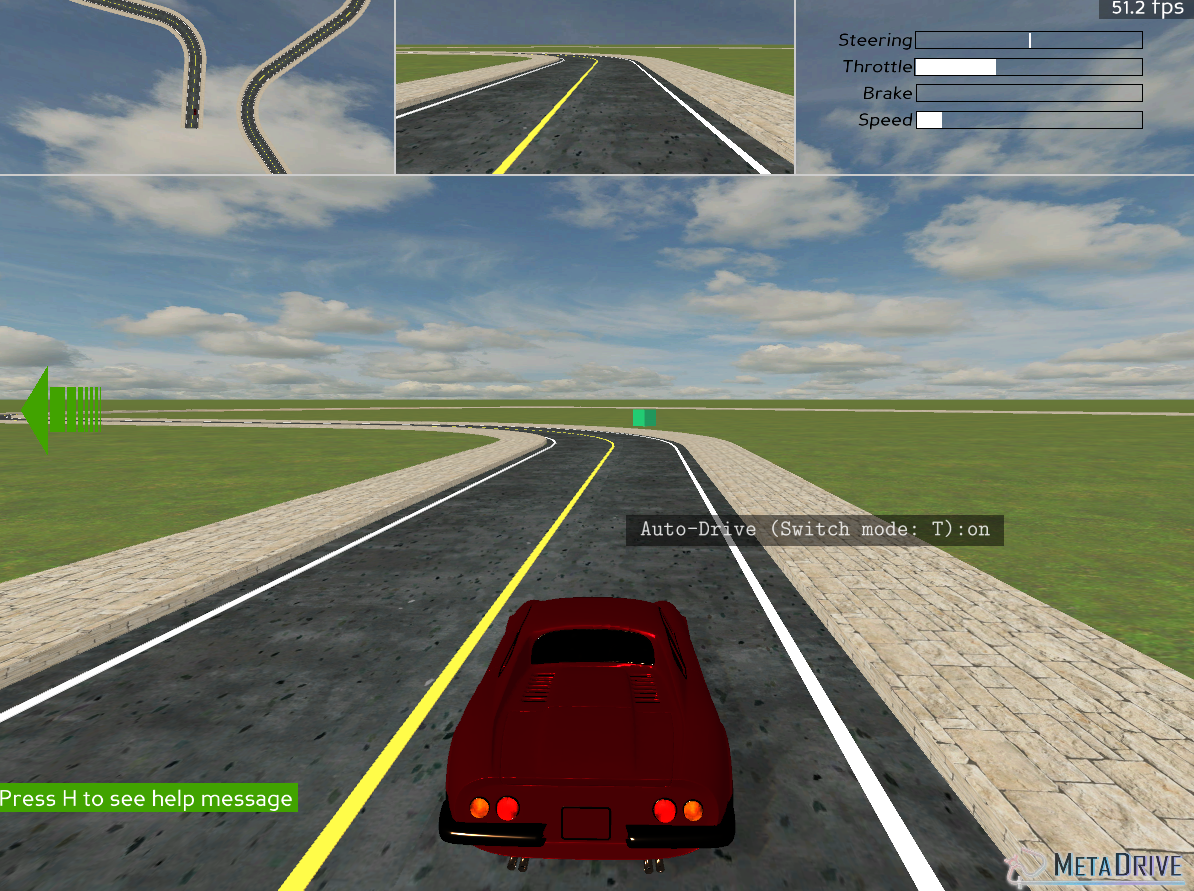 51.2 fps
Steering
Throttle
Brake
Speed
Auto-Drive (Switch mode: T):on
Press H to see help message
METADRIVE